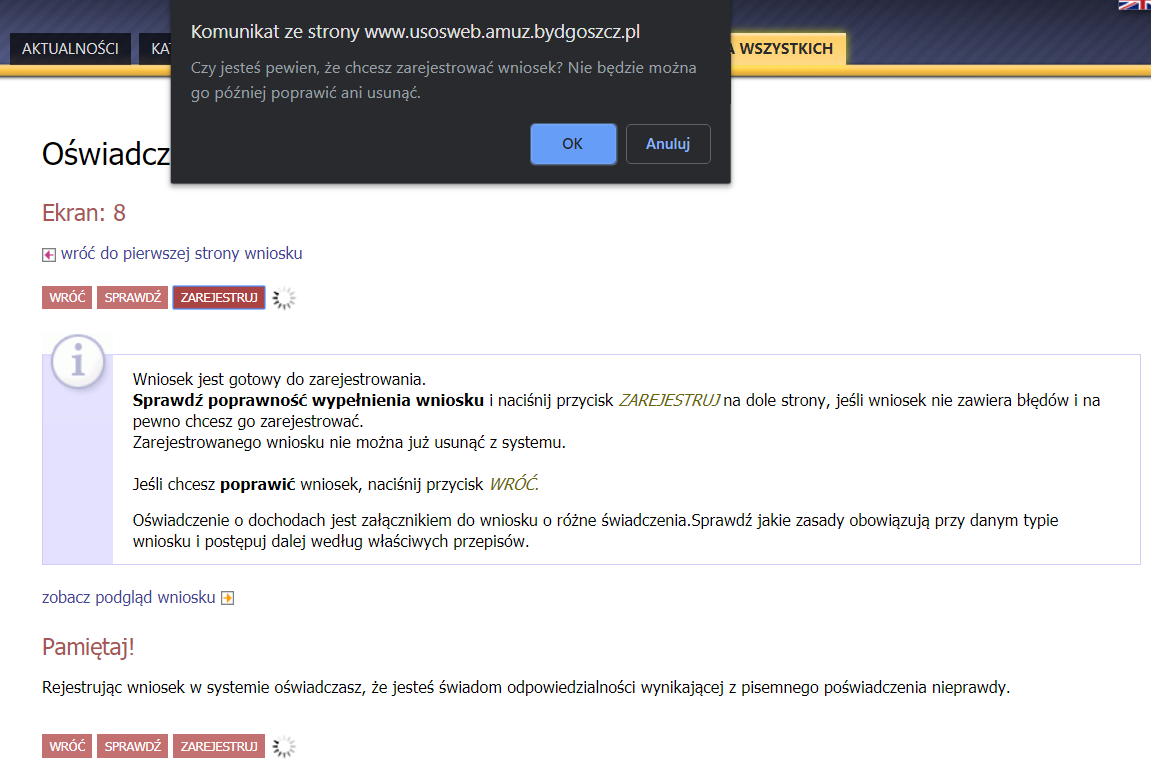 Komunikat ze strony www.usosweb.amuz.bydgoszcz.pl
Czy jesteś pewien, że chcesz zarejestrować wniosek? Nie będzie można
go później poprawić ani usunąć.
OK Anuluj
AKTUALNOŚCI WSZYSTKICH
Ekran: 8
wróć do pierwszej strony wniosku
WRÓĆ SPRAWDŹ ZAREJESTRUJ
i
Wniosek jest gotowy do zarejestrowania.
Sprawdź poprawność wypełnienia wniosku i naciśnij przycisk ZAREJESTRUJ na dole strony, jeśli wniosek nie zawiera błędów i na
pewno chcesz go zarejestrować.
Zarejestrowanego wniosku nie można już usunąć z systemu.
Jeśli chcesz poprawić wniosek, naciśnij przycisk WRÓĆ.
Oświadczenie o dochodach jest załącznikiem do wniosku o różne świadczenia.Sprawdź jakie zasady obowiązują przy danym typie
wniosku i postępuj dalej według właściwych przepisów.
zobacz podgląd wniosku
Pamiętaj!
Rejestrując wniosek w systemie oświadczasz, że jesteś świadom odpowiedzialności wynikającej z pisemnego poświadczenia nieprawdy.
WRÓĆ SPRAWDŹ ZAREJESTRUJ